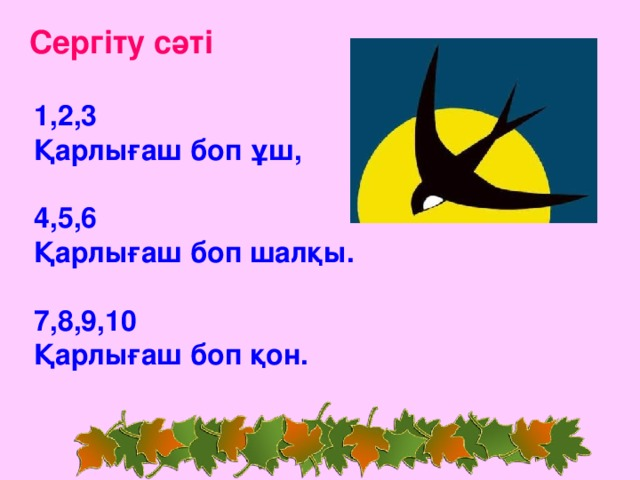 Сергіту сәті
1,2,3
Қарлығаш боп ұш,
4,5,6
Қарлығаш боп шалқы.
7,8,9,10
Қарлығаш боп қон.